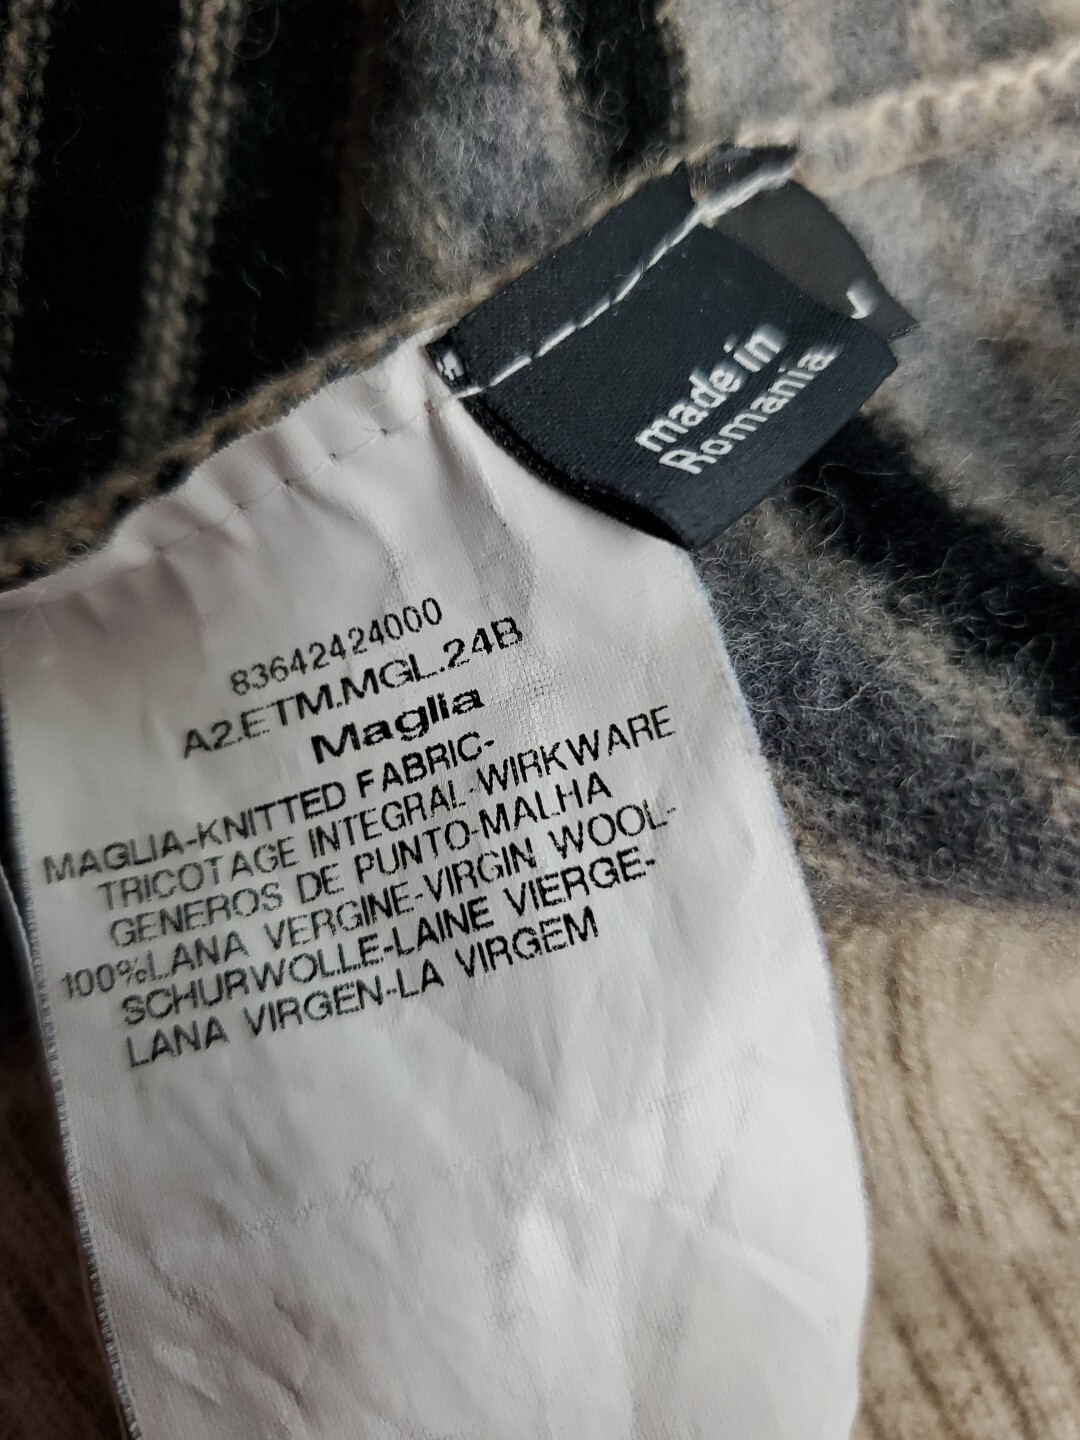 made in
Romania
83642424000
A2.ETM.MGL.24B
Maglia
MAGLIA-KNITTED FABRIC-
TRICOTAGE INTEGRAL-WIRKWARE
GENEROS DE PUNTO-MALHA
100%LANA VERGINE-VIRGIN WOOL-
SCHURWOLLE-LAINE VIERGE-
LANA VIRGEN-LA VIRGEM